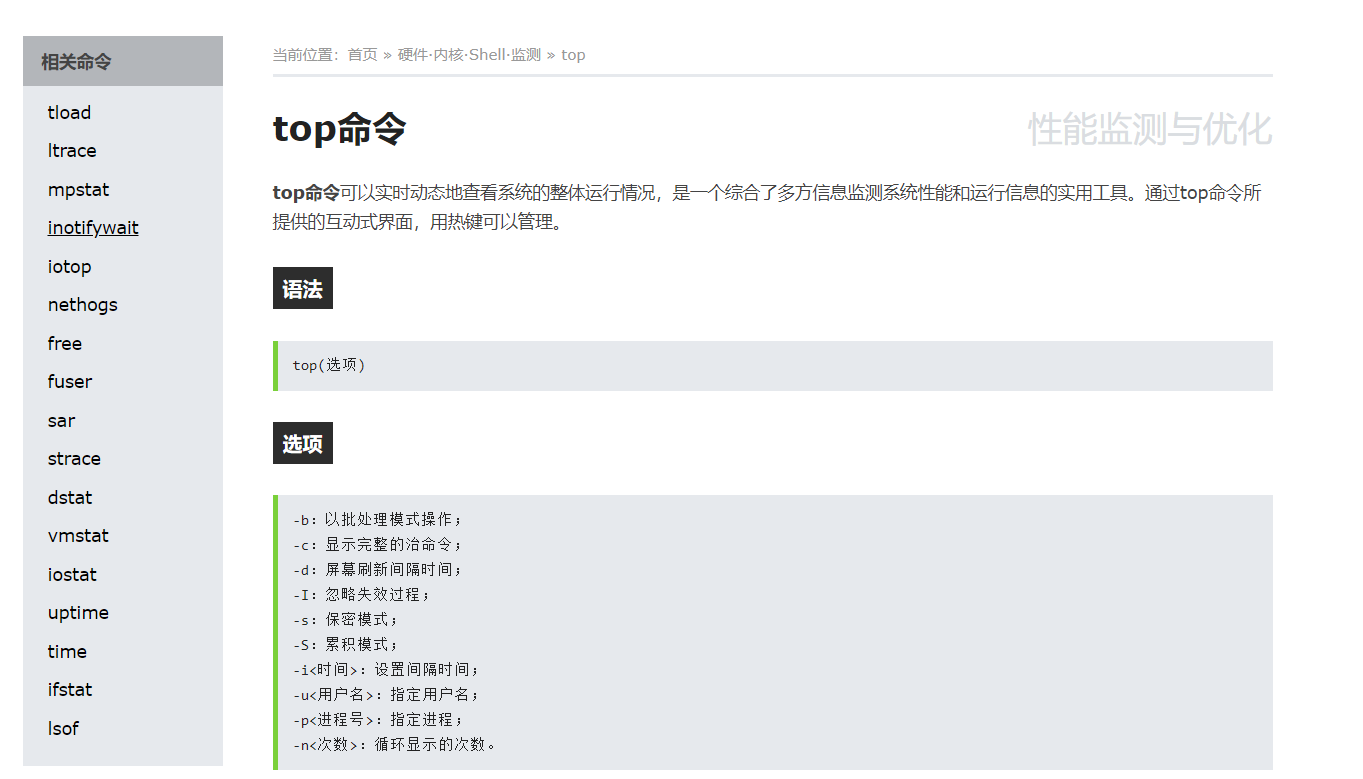 相关命令
tload
ltrace
mpstat
inotifywait
iotop
nethogs
free
fuser
sar
strace
dstat
vmstat
iostat
uptime
time
ifstat
lsof
当前位置：首页 » 硬件·内核·Shell·监测 » top
top命令
性能监测与优化
top命令可以实时动态地查看系统的整体运行情况，是一个综合了多方信息监测系统性能和运行信息的实用工具。通过top命令所
提供的互动式界面，用热键可以管理。
语法
top(选项)
选项
-b：以批处理模式操作；
-c：显示完整的治命令；
-d：屏幕刷新间隔时间；
-I：忽略失效过程；
-s：保密模式；
-S：累积模式；
-i<时间>：设置间隔时间；
-u<用户名>：指定用户名；
-p<进程号>：指定进程；
-n<次数>：循环显示的次数。